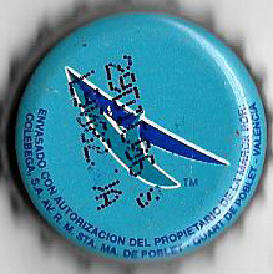 TM
ENVASADO CON AUTORIZACION DEL PROPIETARIO DE LA MARCA POR:
COLEBEGA, S.A. AV. R. M. STA. MA. DE POBLET, QUART DE POBLET - VALENCIA